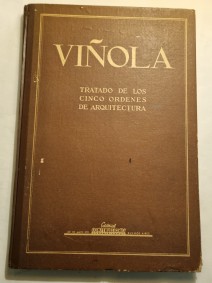 VIÑOLA
TRATADO DE LOS
CINCO ORDENES
DE ARQUITECTURA